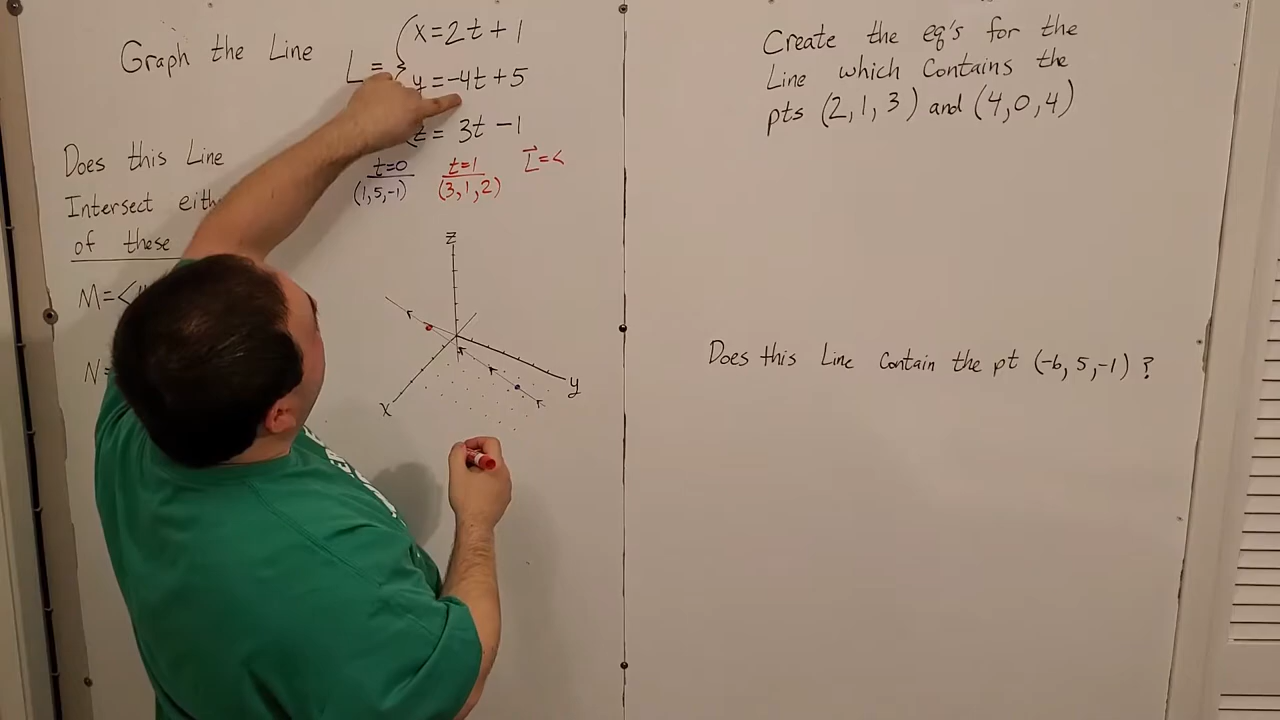 Graph the Line
L = { x=2t+1
y=-4t+5
z= 3t-1
t=0
(1,5,-1)
t=1
(3,1,2)
L=<
Does this Line
Intersect
of these
M=<
N=
z
x
y
Create the eq's for the
Line which Contains the
pts (2,1,3) and (4,0,4)
Does this Line Contain the pt (-6,5,-1)?